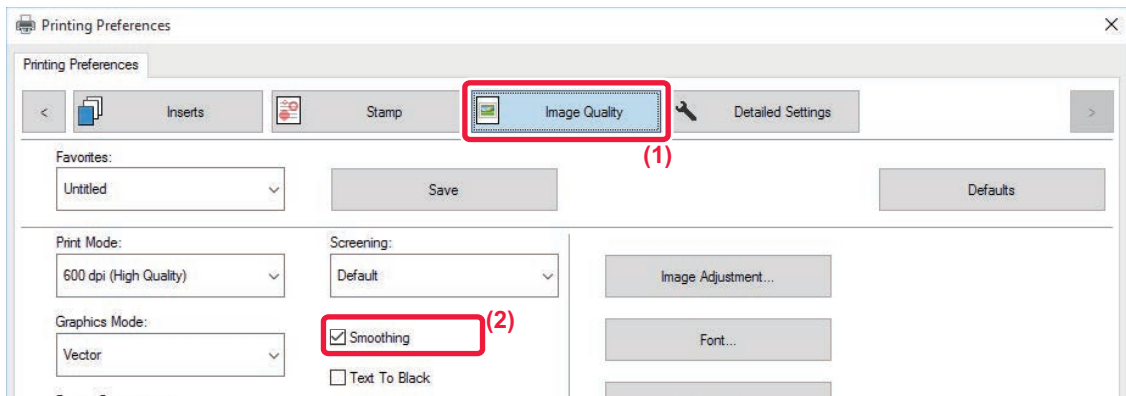 Printing Preferences
Printing Preferences
< Inserts Stamp Image Quality Detailed Settings >
(1)
Favorites:
Untitled Save Defaults
Print Mode: Screening:
600 dpi (High Quality) Default Image Adjustment...
Graphics Mode: (2)
Smoothing Font...
Vector
Text To Black